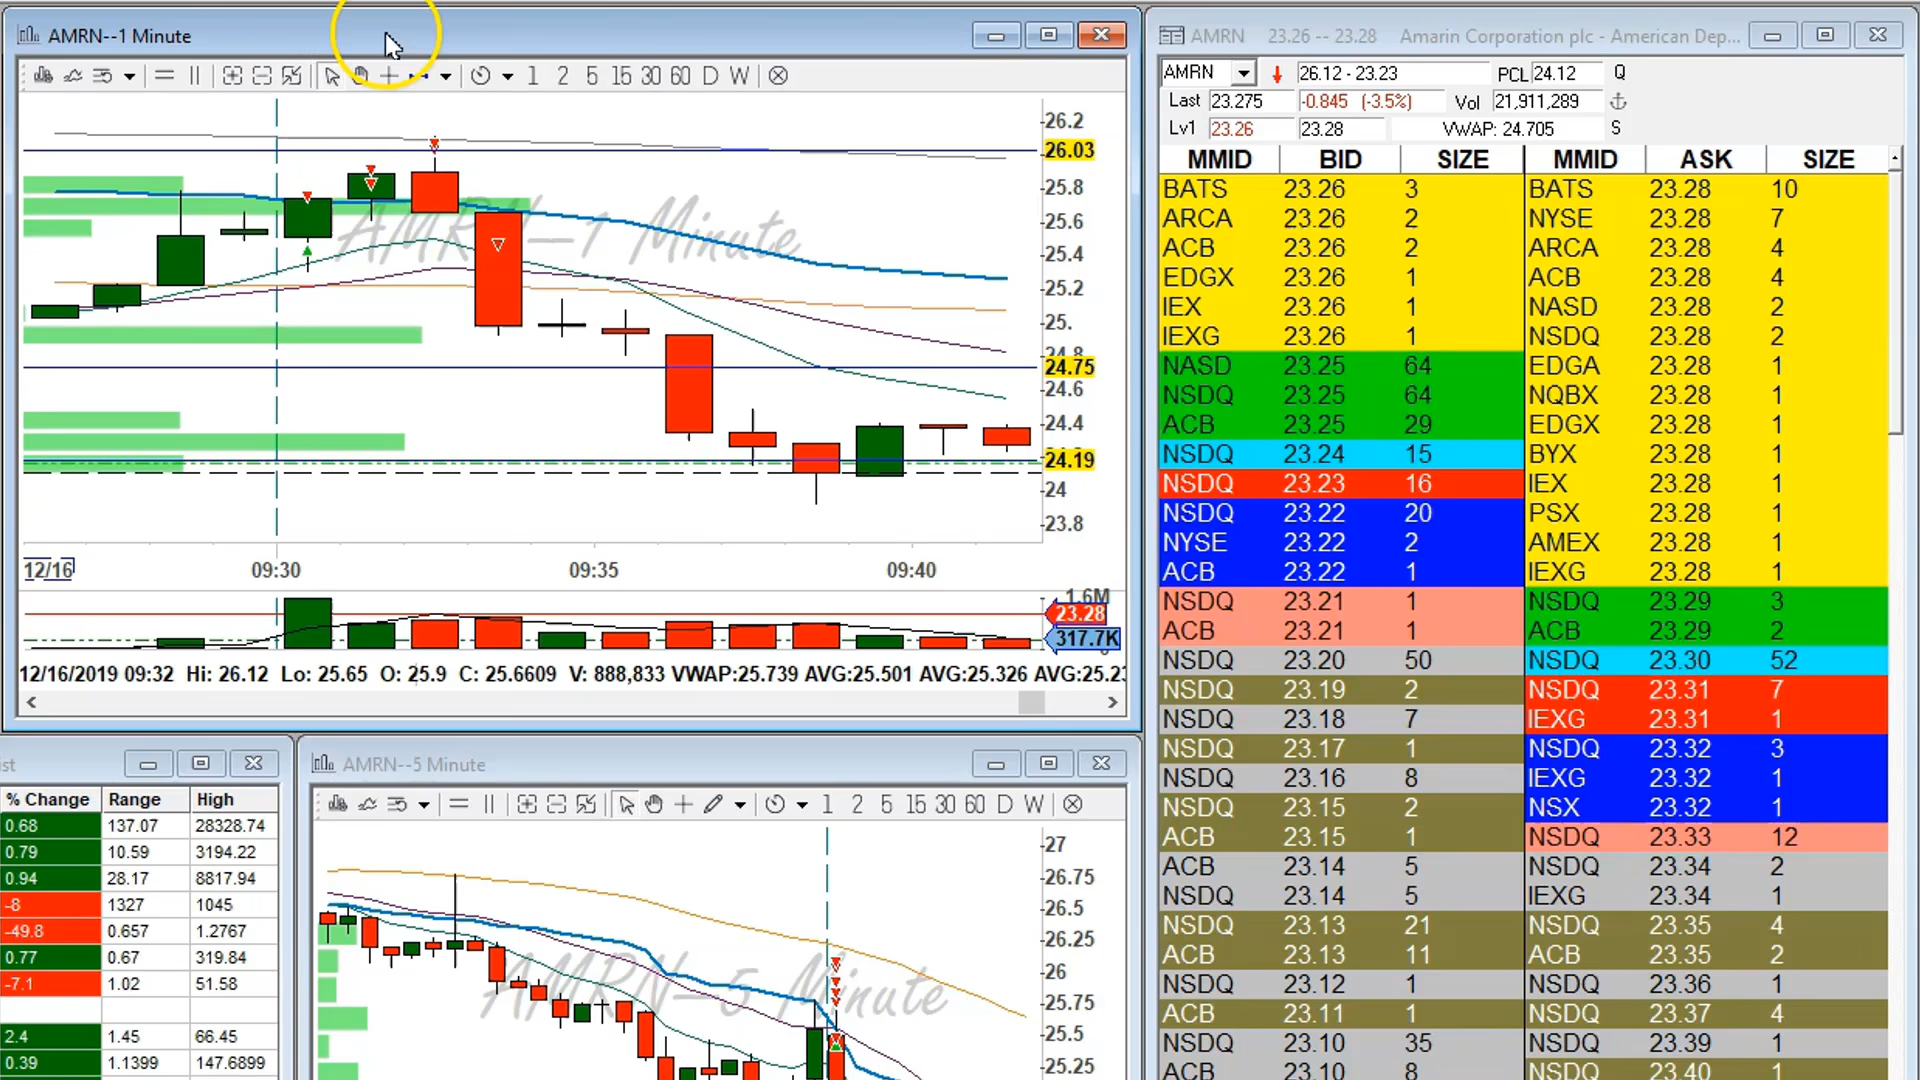 AMRN--1 Minute
1 2 5 15 30 60 D W
AMRN--1 Minute
26.2
26.03
25.8
25.6
25.4
25.2
25.
24.8
24.75
24.6
24.4
24.19
24
23.8
12/16 09:30 09:35 09:40
1.6M
23.28
317.7K
12/16/2019 09:32 Hi: 26.12 Lo: 25.65 O: 25.9 C: 25.6609 V: 888,833 VWAP:25.739 AVG:25.501 AVG:25.326 AVG:25.23
ist
% Change Range High
0.68 137.07 28328.74
0.79 10.59 3194.22
0.94 28.17 8817.94
-8 1327 1045
-49.8 0.657 1.2767
0.77 0.67 319.84
-7.1 1.02 51.58
2.4 1.45 66.45
0.39 1.1399 147.6899
AMRN--5 Minute
1 2 5 15 30 60 D W
AMRN--5 Minute
27
26.75
26.5
26.25
26
25.75
25.5
25.25
AMRN 23.26 -- 23.28 Amarin Corporation plc - American Dep...
AMRN 26.12 - 23.23 PCL 24.12 Q
Last 23.275 -0.845 (-3.5%) Vol 21,911,289
Lv1 23.26 23.28 VWAP: 24.705 S
MMID BID SIZE MMID ASK SIZE
BATS 23.26 3 BATS 23.28 10
ARCA 23.26 2 NYSE 23.28 7
ACB 23.26 2 ARCA 23.28 4
EDGX 23.26 1 ACB 23.28 4
IEX 23.26 1 NASD 23.28 2
IEXG 23.26 1 NSDQ 23.28 2
NASD 23.25 64 EDGA 23.28 1
NSDQ 23.25 64 NQBX 23.28 1
ACB 23.25 29 EDGX 23.28 1
NSDQ 23.24 15 BYX 23.28 1
NSDQ 23.23 16 IEX 23.28 1
NSDQ 23.22 20 PSX 23.28 1
NYSE 23.22 2 AMEX 23.28 1
ACB 23.22 1 IEXG 23.28 1
NSDQ 23.21 1 NSDQ 23.29 3
ACB 23.21 1 ACB 23.29 2
NSDQ 23.20 50 NSDQ 23.30 52
NSDQ 23.19 2 NSDQ 23.31 7
NSDQ 23.18 7 IEXG 23.31 1
NSDQ 23.17 1 NSDQ 23.32 3
NSDQ 23.16 8 IEXG 23.32 1
NSDQ 23.15 2 NSX 23.32 1
ACB 23.15 1 NSDQ 23.33 12
ACB 23.14 5 NSDQ 23.34 2
NSDQ 23.14 5 IEXG 23.34 1
NSDQ 23.13 21 NSDQ 23.35 4
ACB 23.13 11 ACB 23.35 2
NSDQ 23.12 1 NSDQ 23.36 1
ACB 23.11 1 NSDQ 23.37 4
NSDQ 23.10 35 NSDQ 23.39 1
ACB 23.10 8 NSDQ 23.40 1